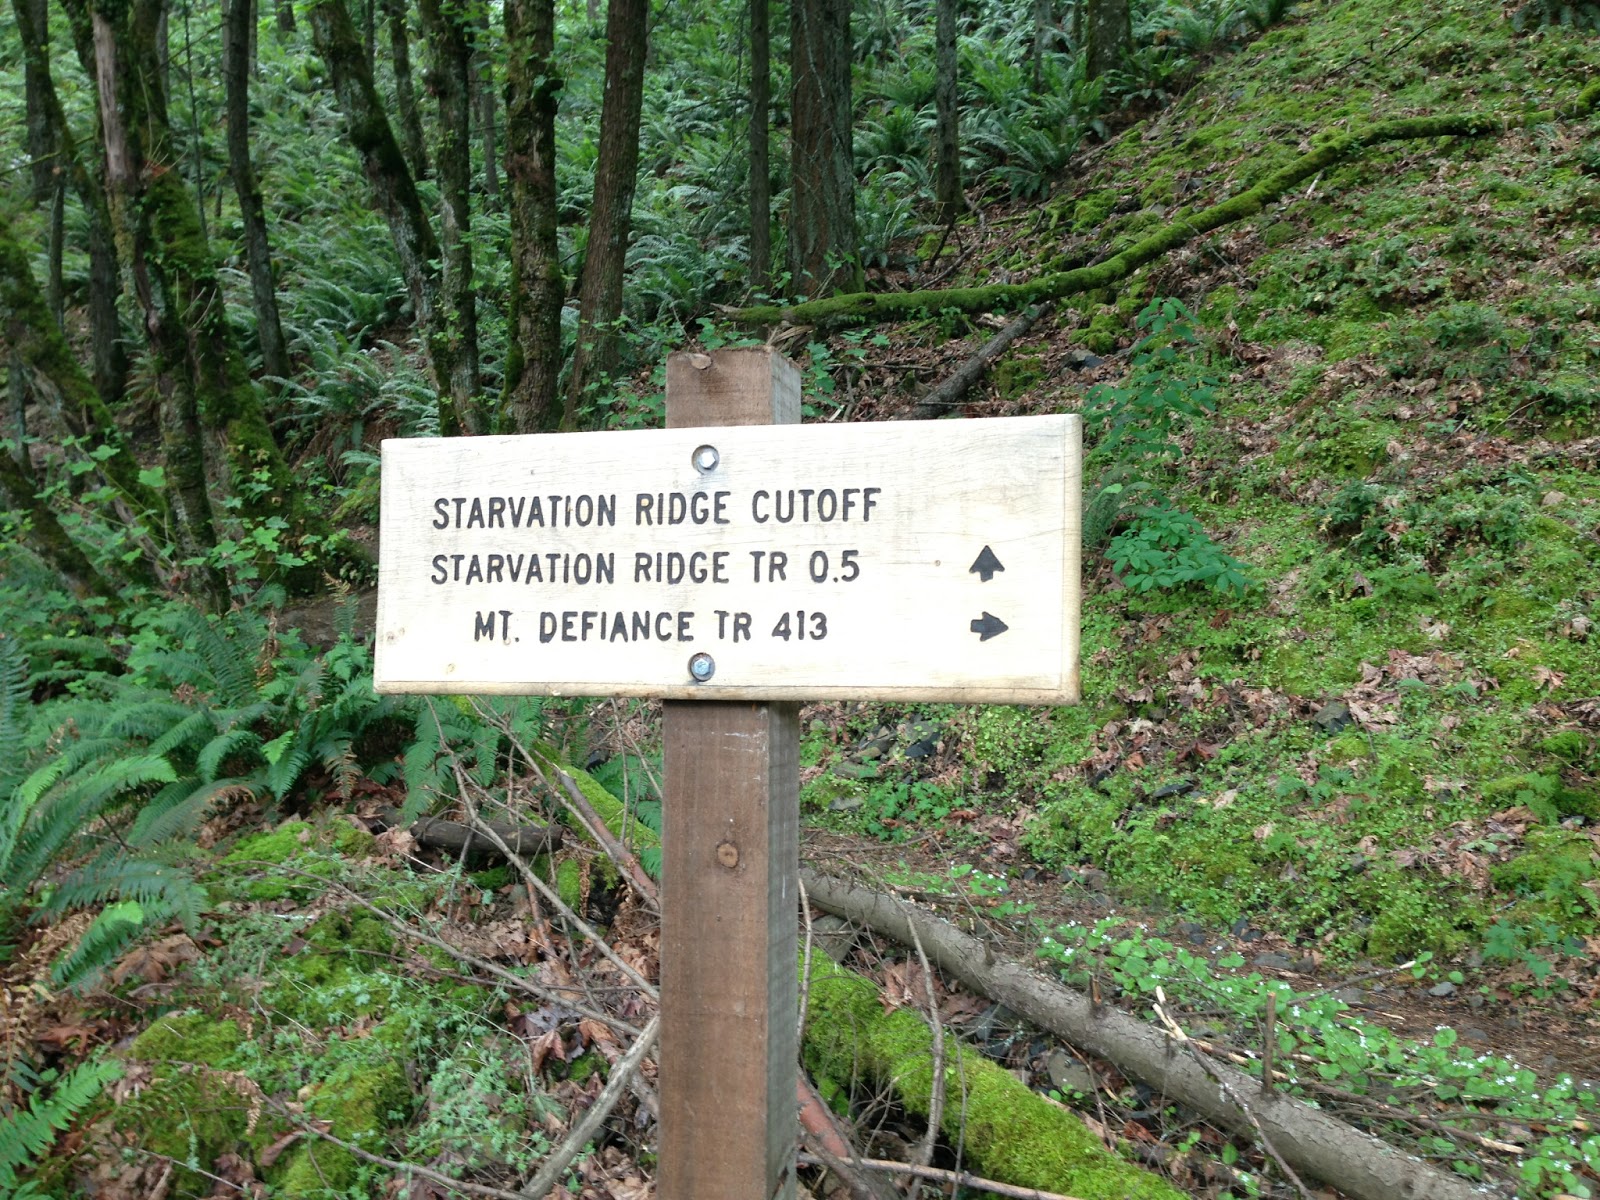 STARVATION RIDGE CUTOFF
STARVATION RIDGE TR 0.5
MT. DEFIANCE TR 413